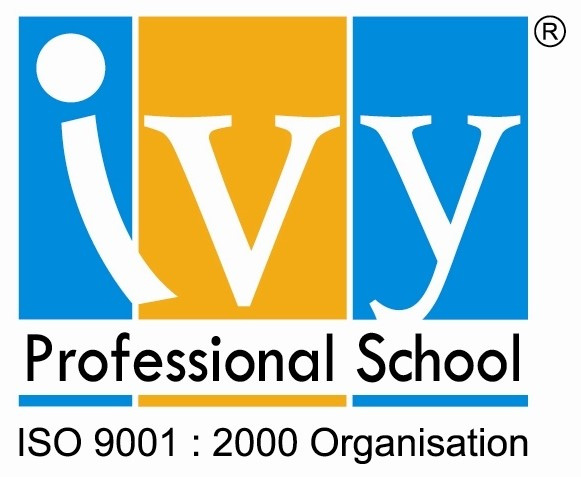 ivy ®
Professional School
ISO 9001 : 2000 Organisation